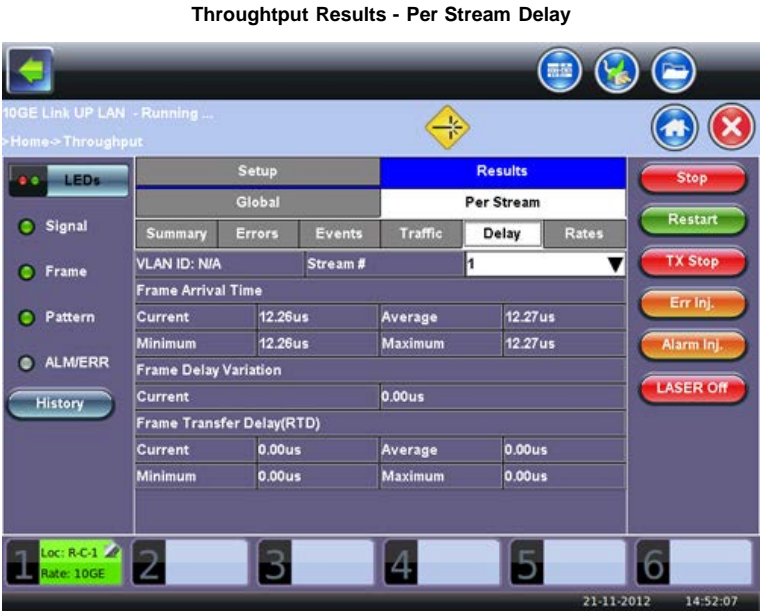 Throughtput Results - Per Stream Delay
10GE Link UP LAN - Running ...
>Home->Throughput
LEDs
Signal
Frame
Pattern
ALM/ERR
History
Setup Results
Global Per Stream
Summary Errors Events Traffic Delay Rates
VLAN ID: N/A Stream # 1
Frame Arrival Time
Current 12.26us Average 12.27us
Minimum 12.26us Maximum 12.27us
Frame Delay Variation
Current 0.00us
Frame Transfer Delay(RTD)
Current 0.00us Average 0.00us
Minimum 0.00us Maximum 0.00us
Stop
Restart
TX Stop
Err Inj.
Alarm Inj.
LASER Off
1 Loc: R-C-1
Rate: 10GE
2 3 4 5 6
21-11-2012 14:52:07